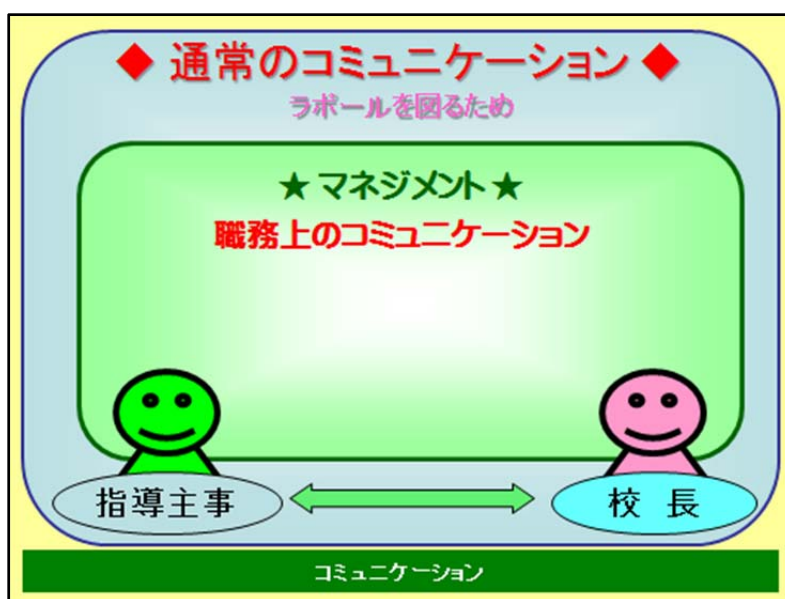 ◆ 通常のコミュニケーション ◆
ラポールを図るため
★ マネジメント ★
職務上のコミュニケーション
指導主事
校 長
コミュニケーション